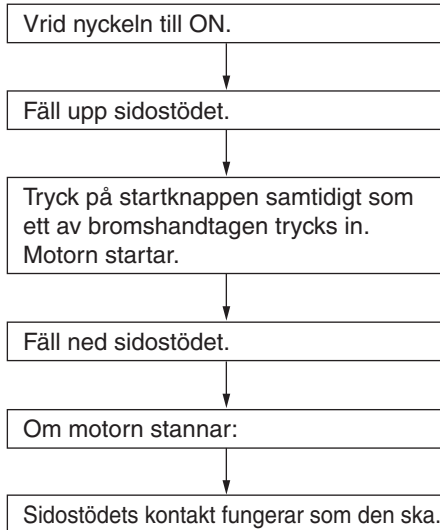 Vrid nyckeln till ON.
Fäll upp sidostödet.
Tryck på startknappen samtidigt som
ett av bromshandtagen trycks in.
Motorn startar.
Fäll ned sidostödet.
Om motorn stannar:
Sidostödets kontakt fungerar som den ska.